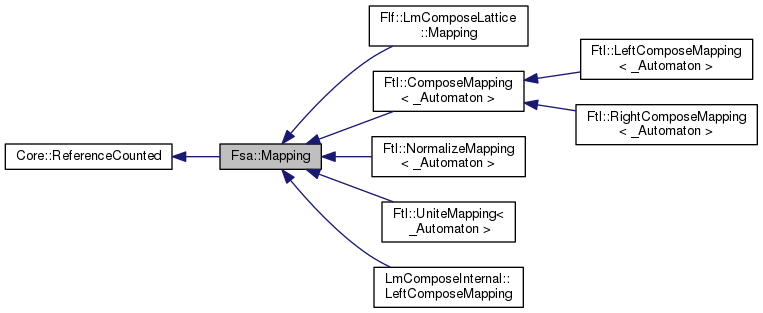 Flf::LmComposeLattice
::Mapping
Ftl::LeftComposeMapping
< _Automaton >
Ftl::ComposeMapping
< _Automaton >
Ftl::RightComposeMapping
< _Automaton >
Core::ReferenceCounted
Fsa::Mapping
Ftl::NormalizeMapping
< _Automaton >
Ftl::UniteMapping<
_Automaton >
LmComposeInternal::
LeftComposeMapping